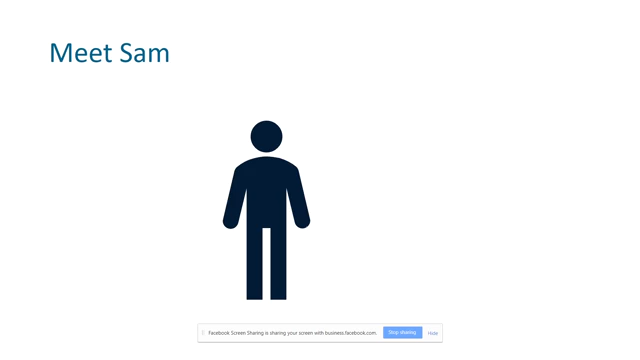 Meet Sam
Facebook Screen Sharing is sharing your screen with business.facebook.com.
Stop sharing
Hide